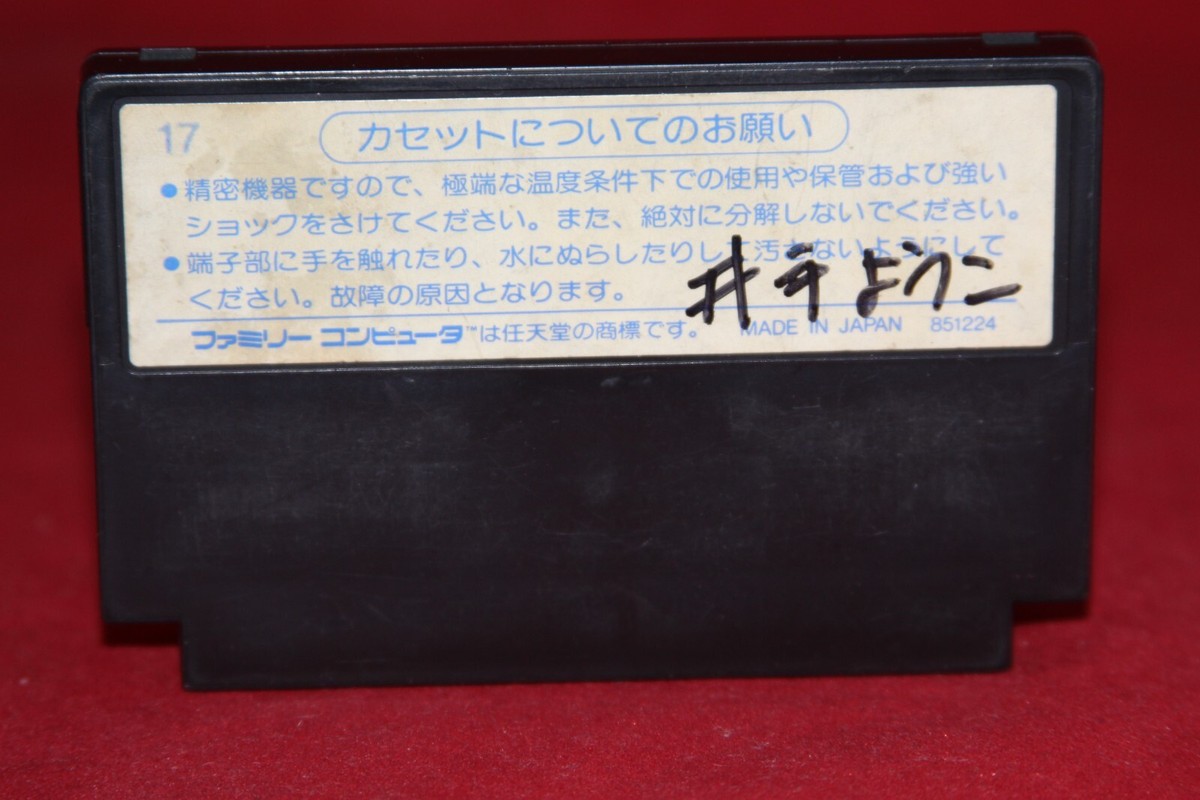 17
カセットについてのお願い
●精密機器ですので、極端な温度条件下での使用や保管および強い
ショックをさけてください。また、絶対に分解しないでください。
●端子部に手を触れたり、水にぬらしたりして汚さないようにして
ください。故障の原因となります。
井手ようこ
ファミリーコンピュータ™は任天堂の商標です。 MADE IN JAPAN 851224